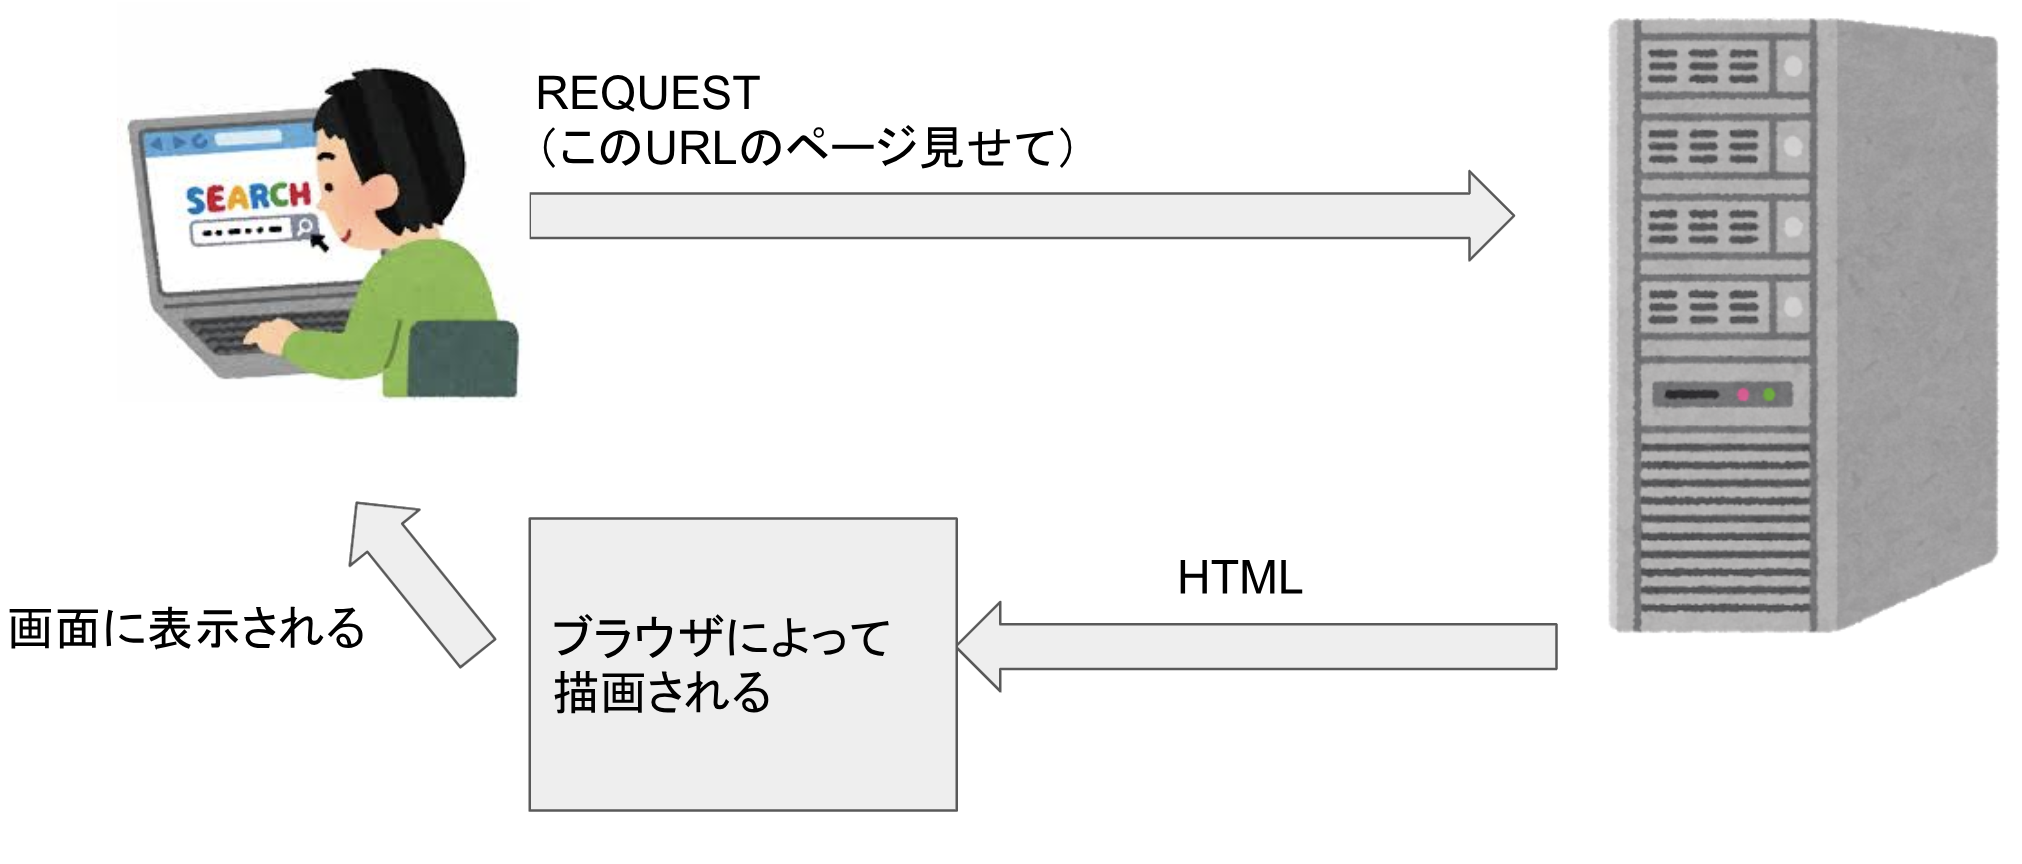 REQUEST
（このURLのページ見せて）
SEARCH
HTML
ブラウザによって
描画される
画面に表示される